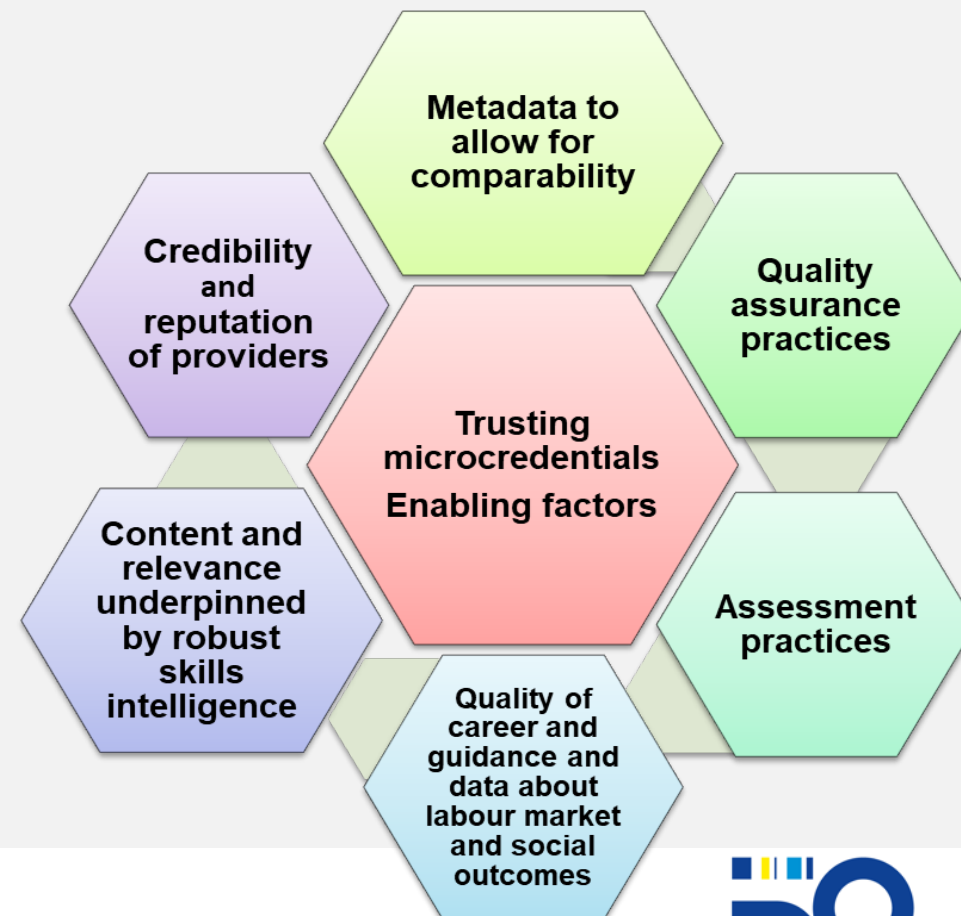 Metadata to
allow for
comparability
Credibility
and
reputation
of providers
Quality
assurance
practices
Trusting
microcredentials
Enabling factors
Content and
relevance
underpinned
by robust
skills
intelligence
Assessment
practices
Quality of
career and
guidance and
data about
labour market
and social
outcomes